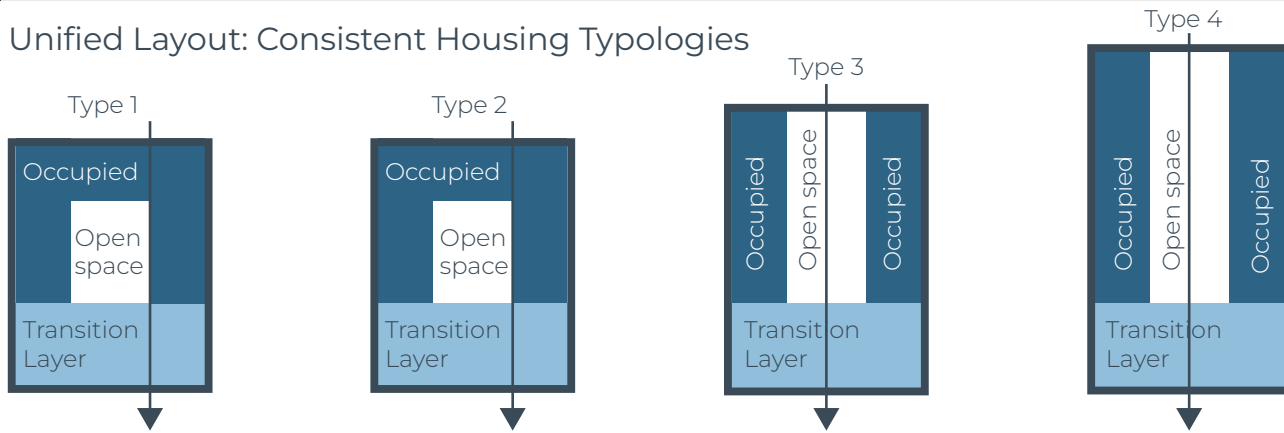 Unified Layout: Consistent Housing Typologies
Type 1
Occupied
Open
space
Transition
Layer
Type 2
Occupied
Open
space
Transition
Layer
Type 3
Occupied
Open space
Occupied
Transition
Layer
Type 4
Occupied
Open space
Occupied
Transition
Layer